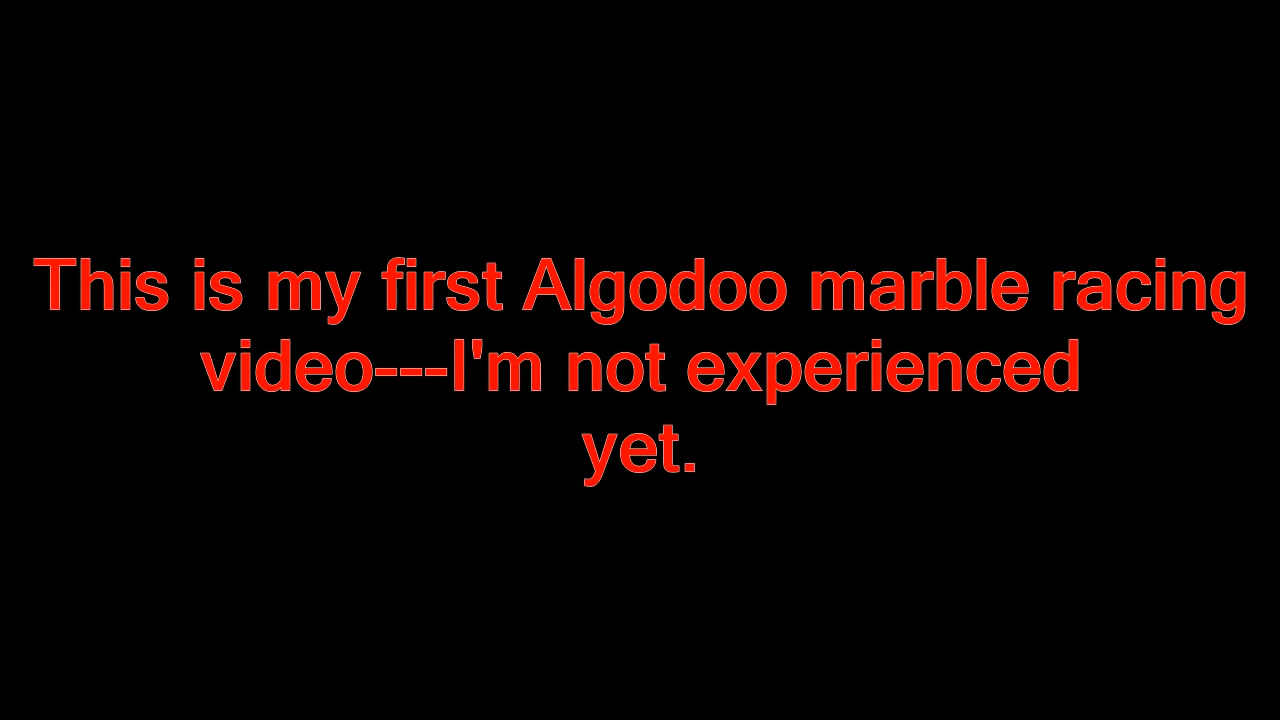 This is my first Algodoo marble racing
video---I'm not experienced
yet.